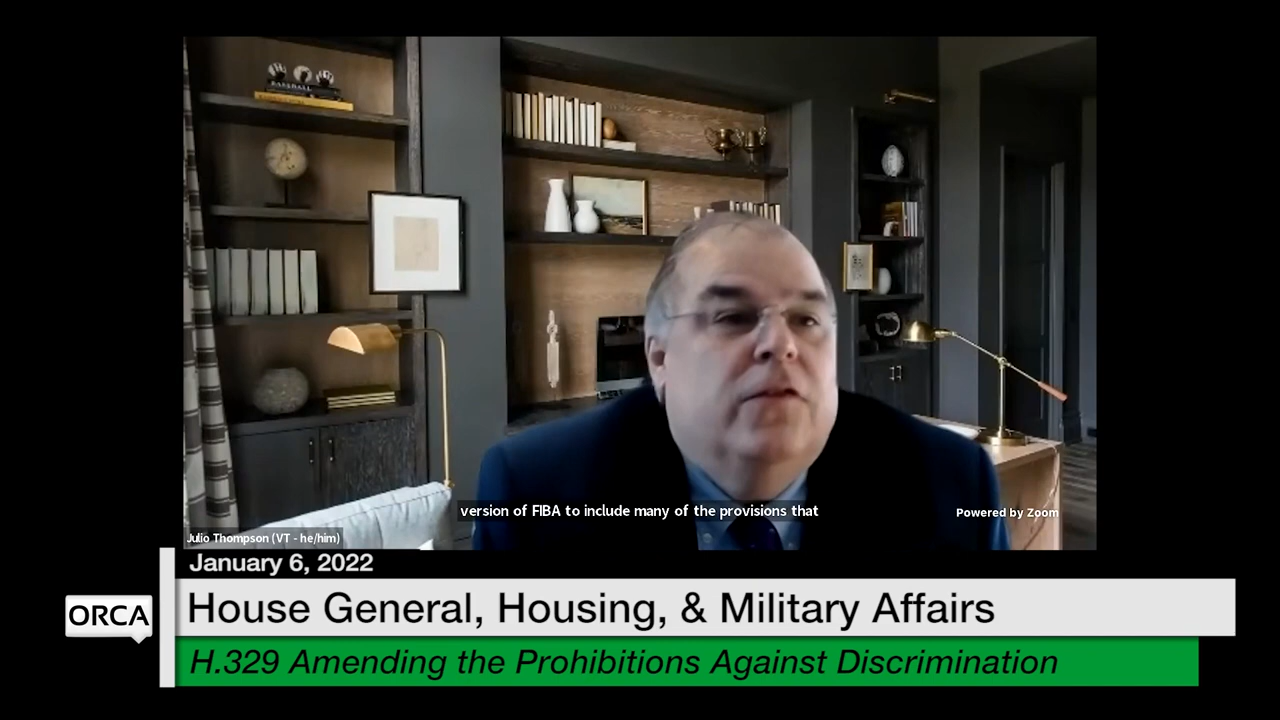 BASEBALL
version of FIBA to include many of the provisions that
Powered by Zoom
Julio Thompson (VT - he/him)
January 6, 2022
ORCA
House General, Housing, & Military Affairs
H.329 Amending the Prohibitions Against Discrimination